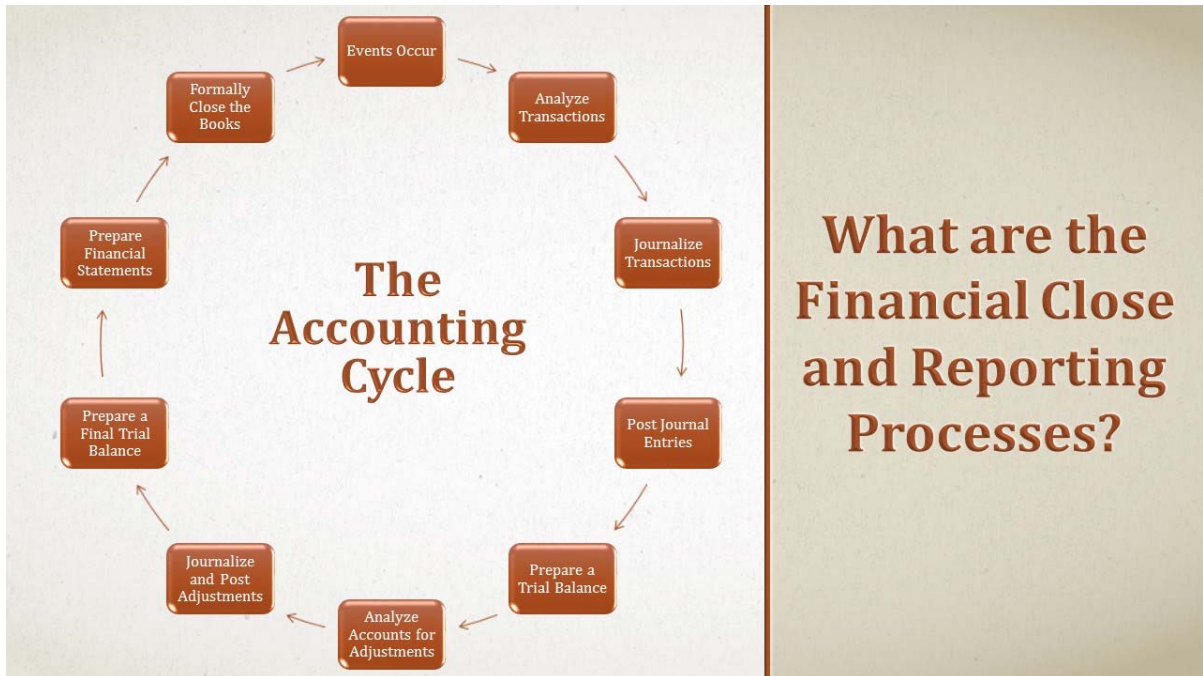 Events Occur
Analyze
Transactions
Journalize
Transactions
Post Journal
Entries
Prepare a
Trial Balance
Analyze
Accounts for
Adjustments
Journalize
and Post
Adjustments
Prepare a
Final Trial
Balance
Prepare
Financial
Statements
Formally
Close the
Books
The
Accounting
Cycle
What are the
Financial Close
and Reporting
Processes?